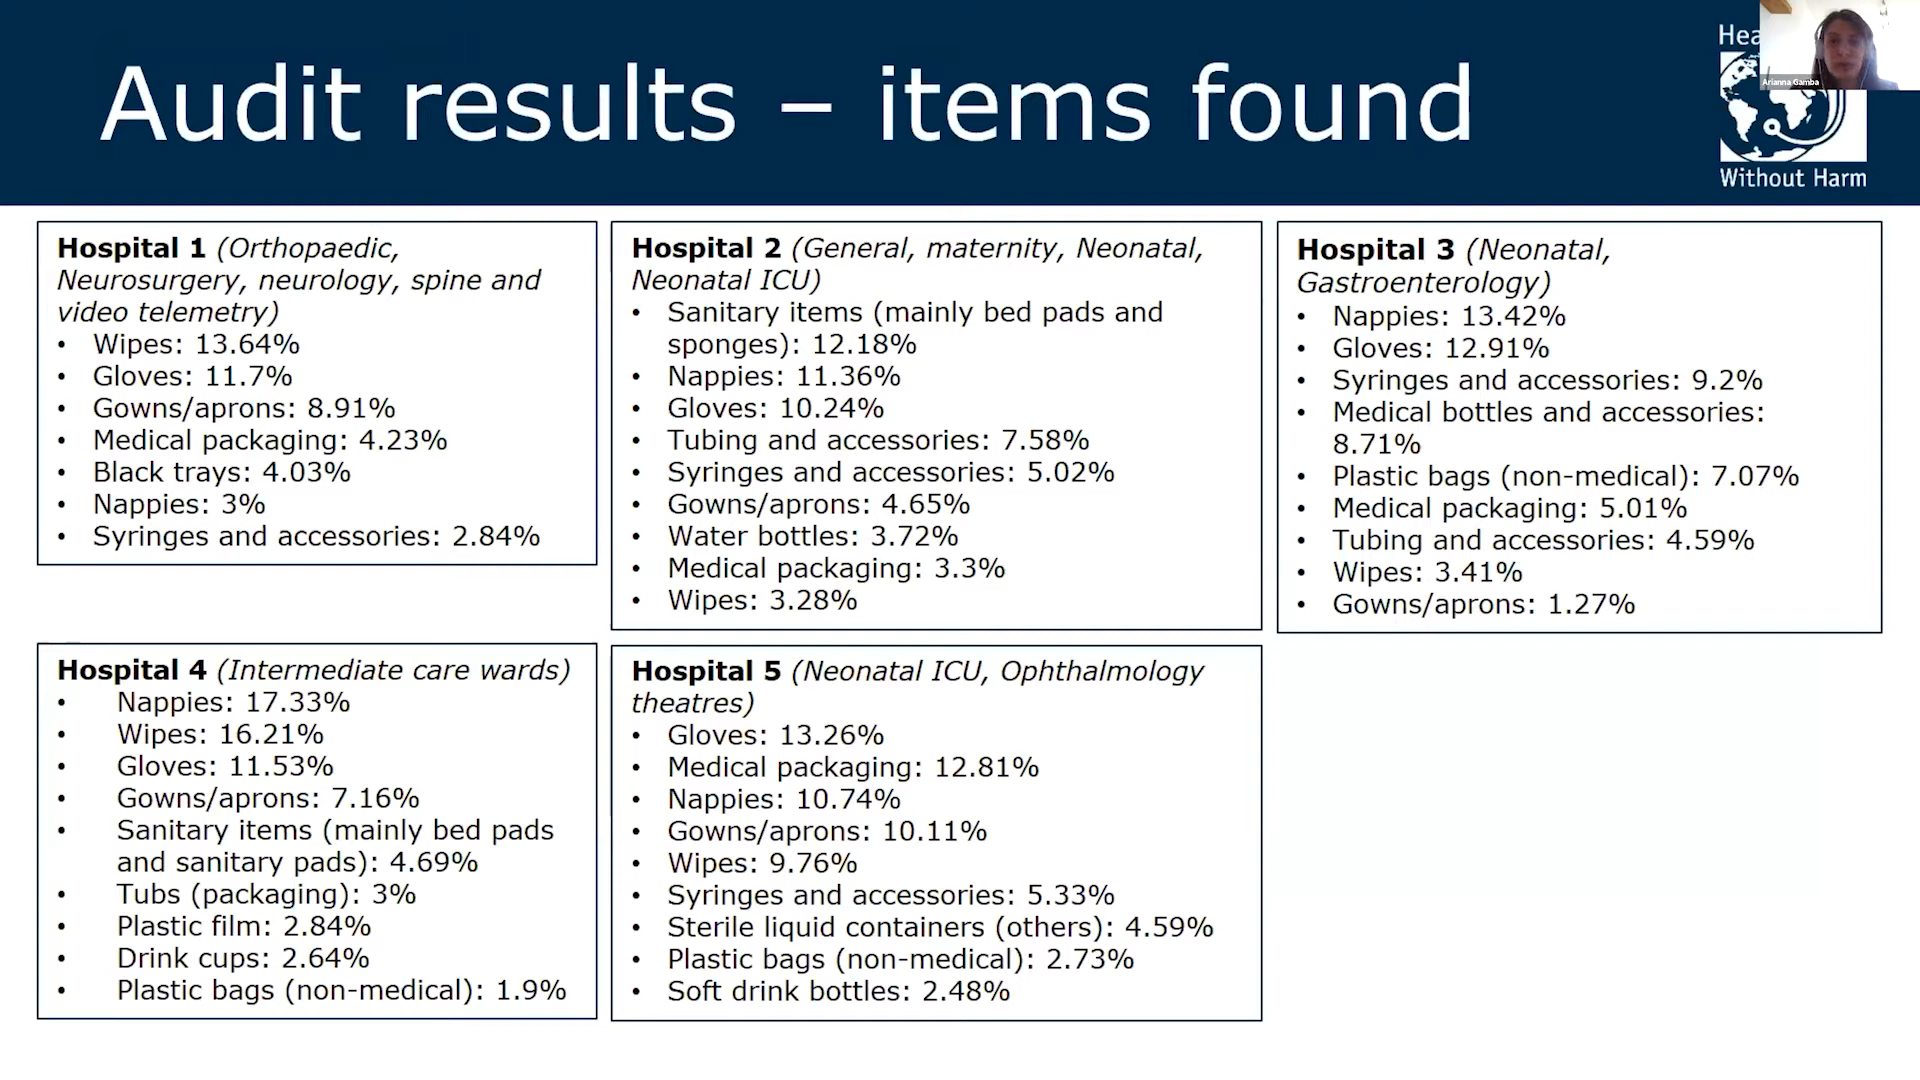 Audit results – items found
Hea
Arianna Gamba
Without Harm
Hospital 1 (Orthopaedic,
Neurosurgery, neurology, spine and
video telemetry)
• Wipes: 13.64%
• Gloves: 11.7%
• Gowns/aprons: 8.91%
• Medical packaging: 4.23%
• Black trays: 4.03%
• Nappies: 3%
• Syringes and accessories: 2.84%
Hospital 2 (General, maternity, Neonatal,
Neonatal ICU)
• Sanitary items (mainly bed pads and
sponges): 12.18%
• Nappies: 11.36%
• Gloves: 10.24%
• Tubing and accessories: 7.58%
• Syringes and accessories: 5.02%
• Gowns/aprons: 4.65%
• Water bottles: 3.72%
• Medical packaging: 3.3%
• Wipes: 3.28%
Hospital 3 (Neonatal,
Gastroenterology)
• Nappies: 13.42%
• Gloves: 12.91%
• Syringes and accessories: 9.2%
• Medical bottles and accessories:
8.71%
• Plastic bags (non-medical): 7.07%
• Medical packaging: 5.01%
• Tubing and accessories: 4.59%
• Wipes: 3.41%
• Gowns/aprons: 1.27%
Hospital 4 (Intermediate care wards)
• Nappies: 17.33%
• Wipes: 16.21%
• Gloves: 11.53%
• Gowns/aprons: 7.16%
• Sanitary items (mainly bed pads
and sanitary pads): 4.69%
• Tubs (packaging): 3%
• Plastic film: 2.84%
• Drink cups: 2.64%
• Plastic bags (non-medical): 1.9%
Hospital 5 (Neonatal ICU, Ophthalmology
theatres)
• Gloves: 13.26%
• Medical packaging: 12.81%
• Nappies: 10.74%
• Gowns/aprons: 10.11%
• Wipes: 9.76%
• Syringes and accessories: 5.33%
• Sterile liquid containers (others): 4.59%
• Plastic bags (non-medical): 2.73%
• Soft drink bottles: 2.48%